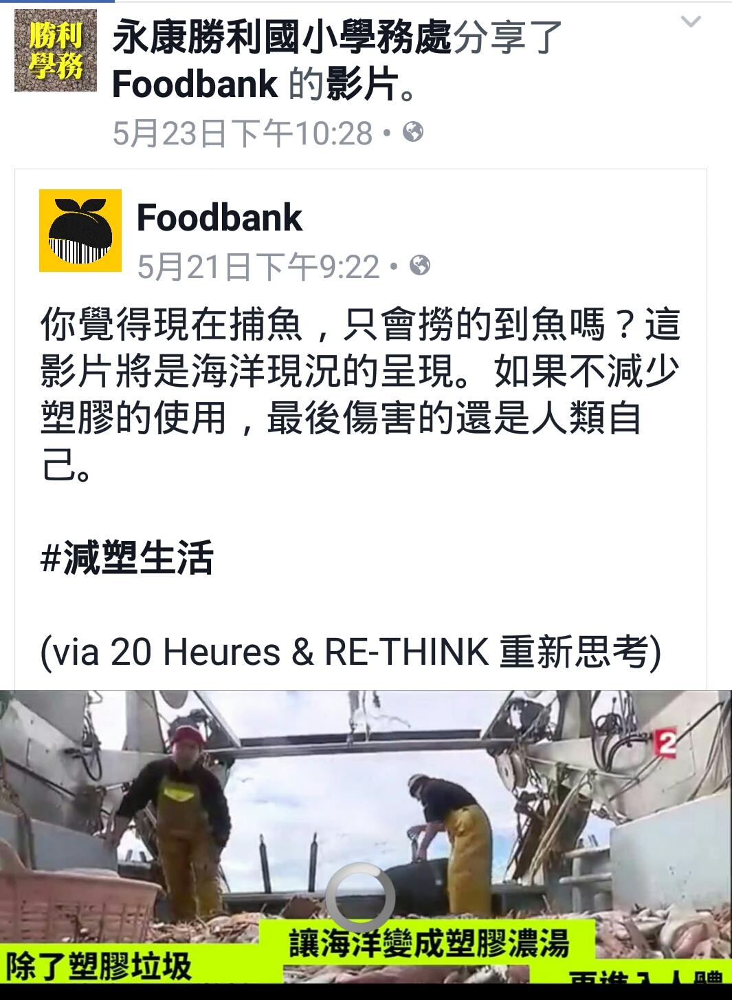 勝利
學務
永康勝利國小學務處分享了
Foodbank 的影片。
5月23日下午10:28
Foodbank
5月21日下午9:22
你覺得現在捕魚，只會撈的到魚嗎？這
影片將是海洋現況的呈現。如果不減少
塑膠的使用，最後傷害的還是人類自
己。
#減塑生活
(via 20 Heures & RE-THINK 重新思考)
2
讓海洋變成塑膠濃湯
除了塑膠垃圾
再進入人體